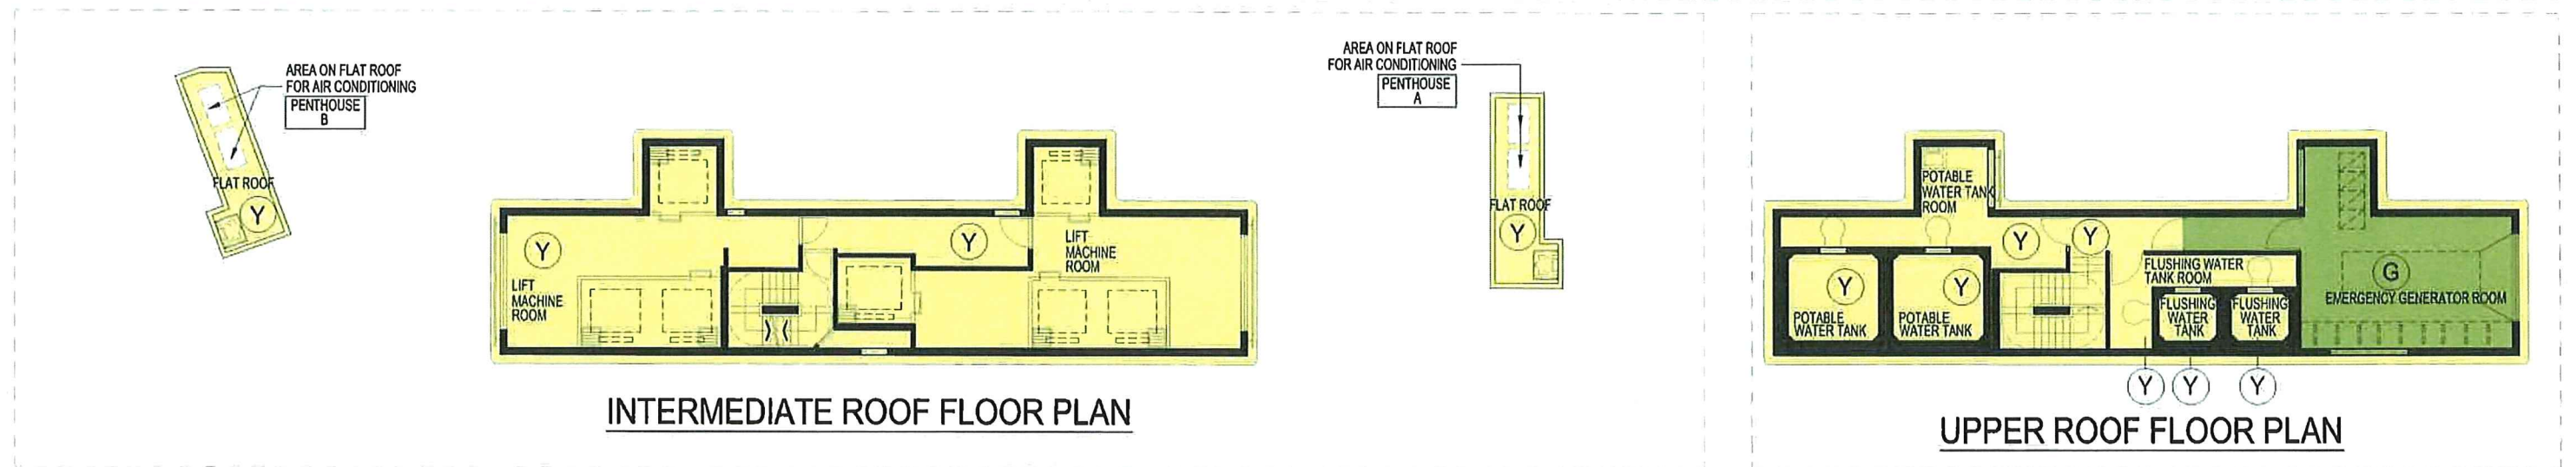 AREA ON FLAT ROOF
FOR AIR CONDITIONING
PENTHOUSE
B
FLAT ROOF
Y
AREA ON FLAT ROOF
FOR AIR CONDITIONING
PENTHOUSE
A
FLAT ROOF
Y
Y
LIFT
MACHINE
ROOM
Y
LIFT
MACHINE
ROOM
INTERMEDIATE ROOF FLOOR PLAN
POTABLE
WATER TANK
ROOM
Y
Y
FLUSHING WATER
TANK ROOM
G
EMERGENCY GENERATOR ROOM
Y
POTABLE
WATER TANK
Y
POTABLE
WATER TANK
FLUSHING
WATER
TANK
FLUSHING
WATER
TANK
Y
Y
Y
UPPER ROOF FLOOR PLAN